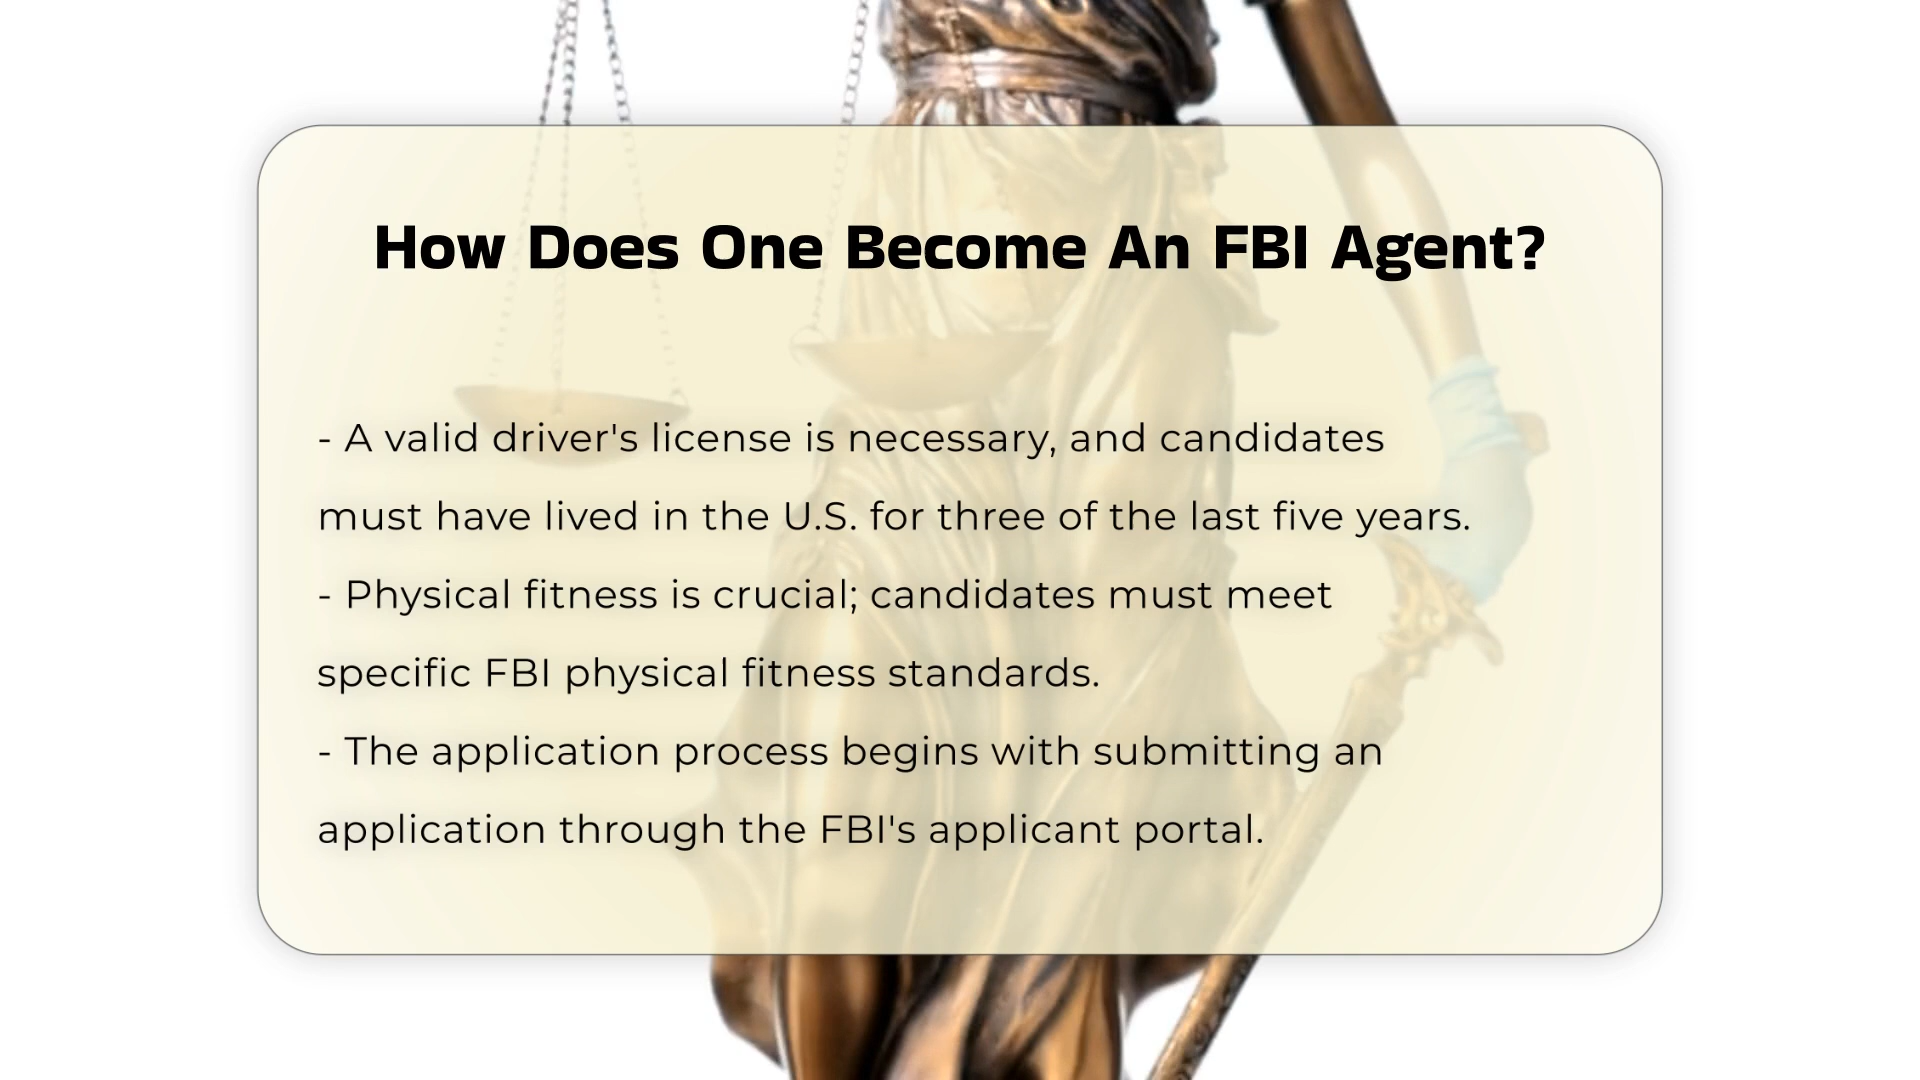 How Does One Become An FBI Agent?
- A valid driver's license is necessary, and candidates
must have lived in the U.S. for three of the last five years.
- Physical fitness is crucial; candidates must meet
specific FBI physical fitness standards.
- The application process begins with submitting an
application through the FBI's applicant portal.